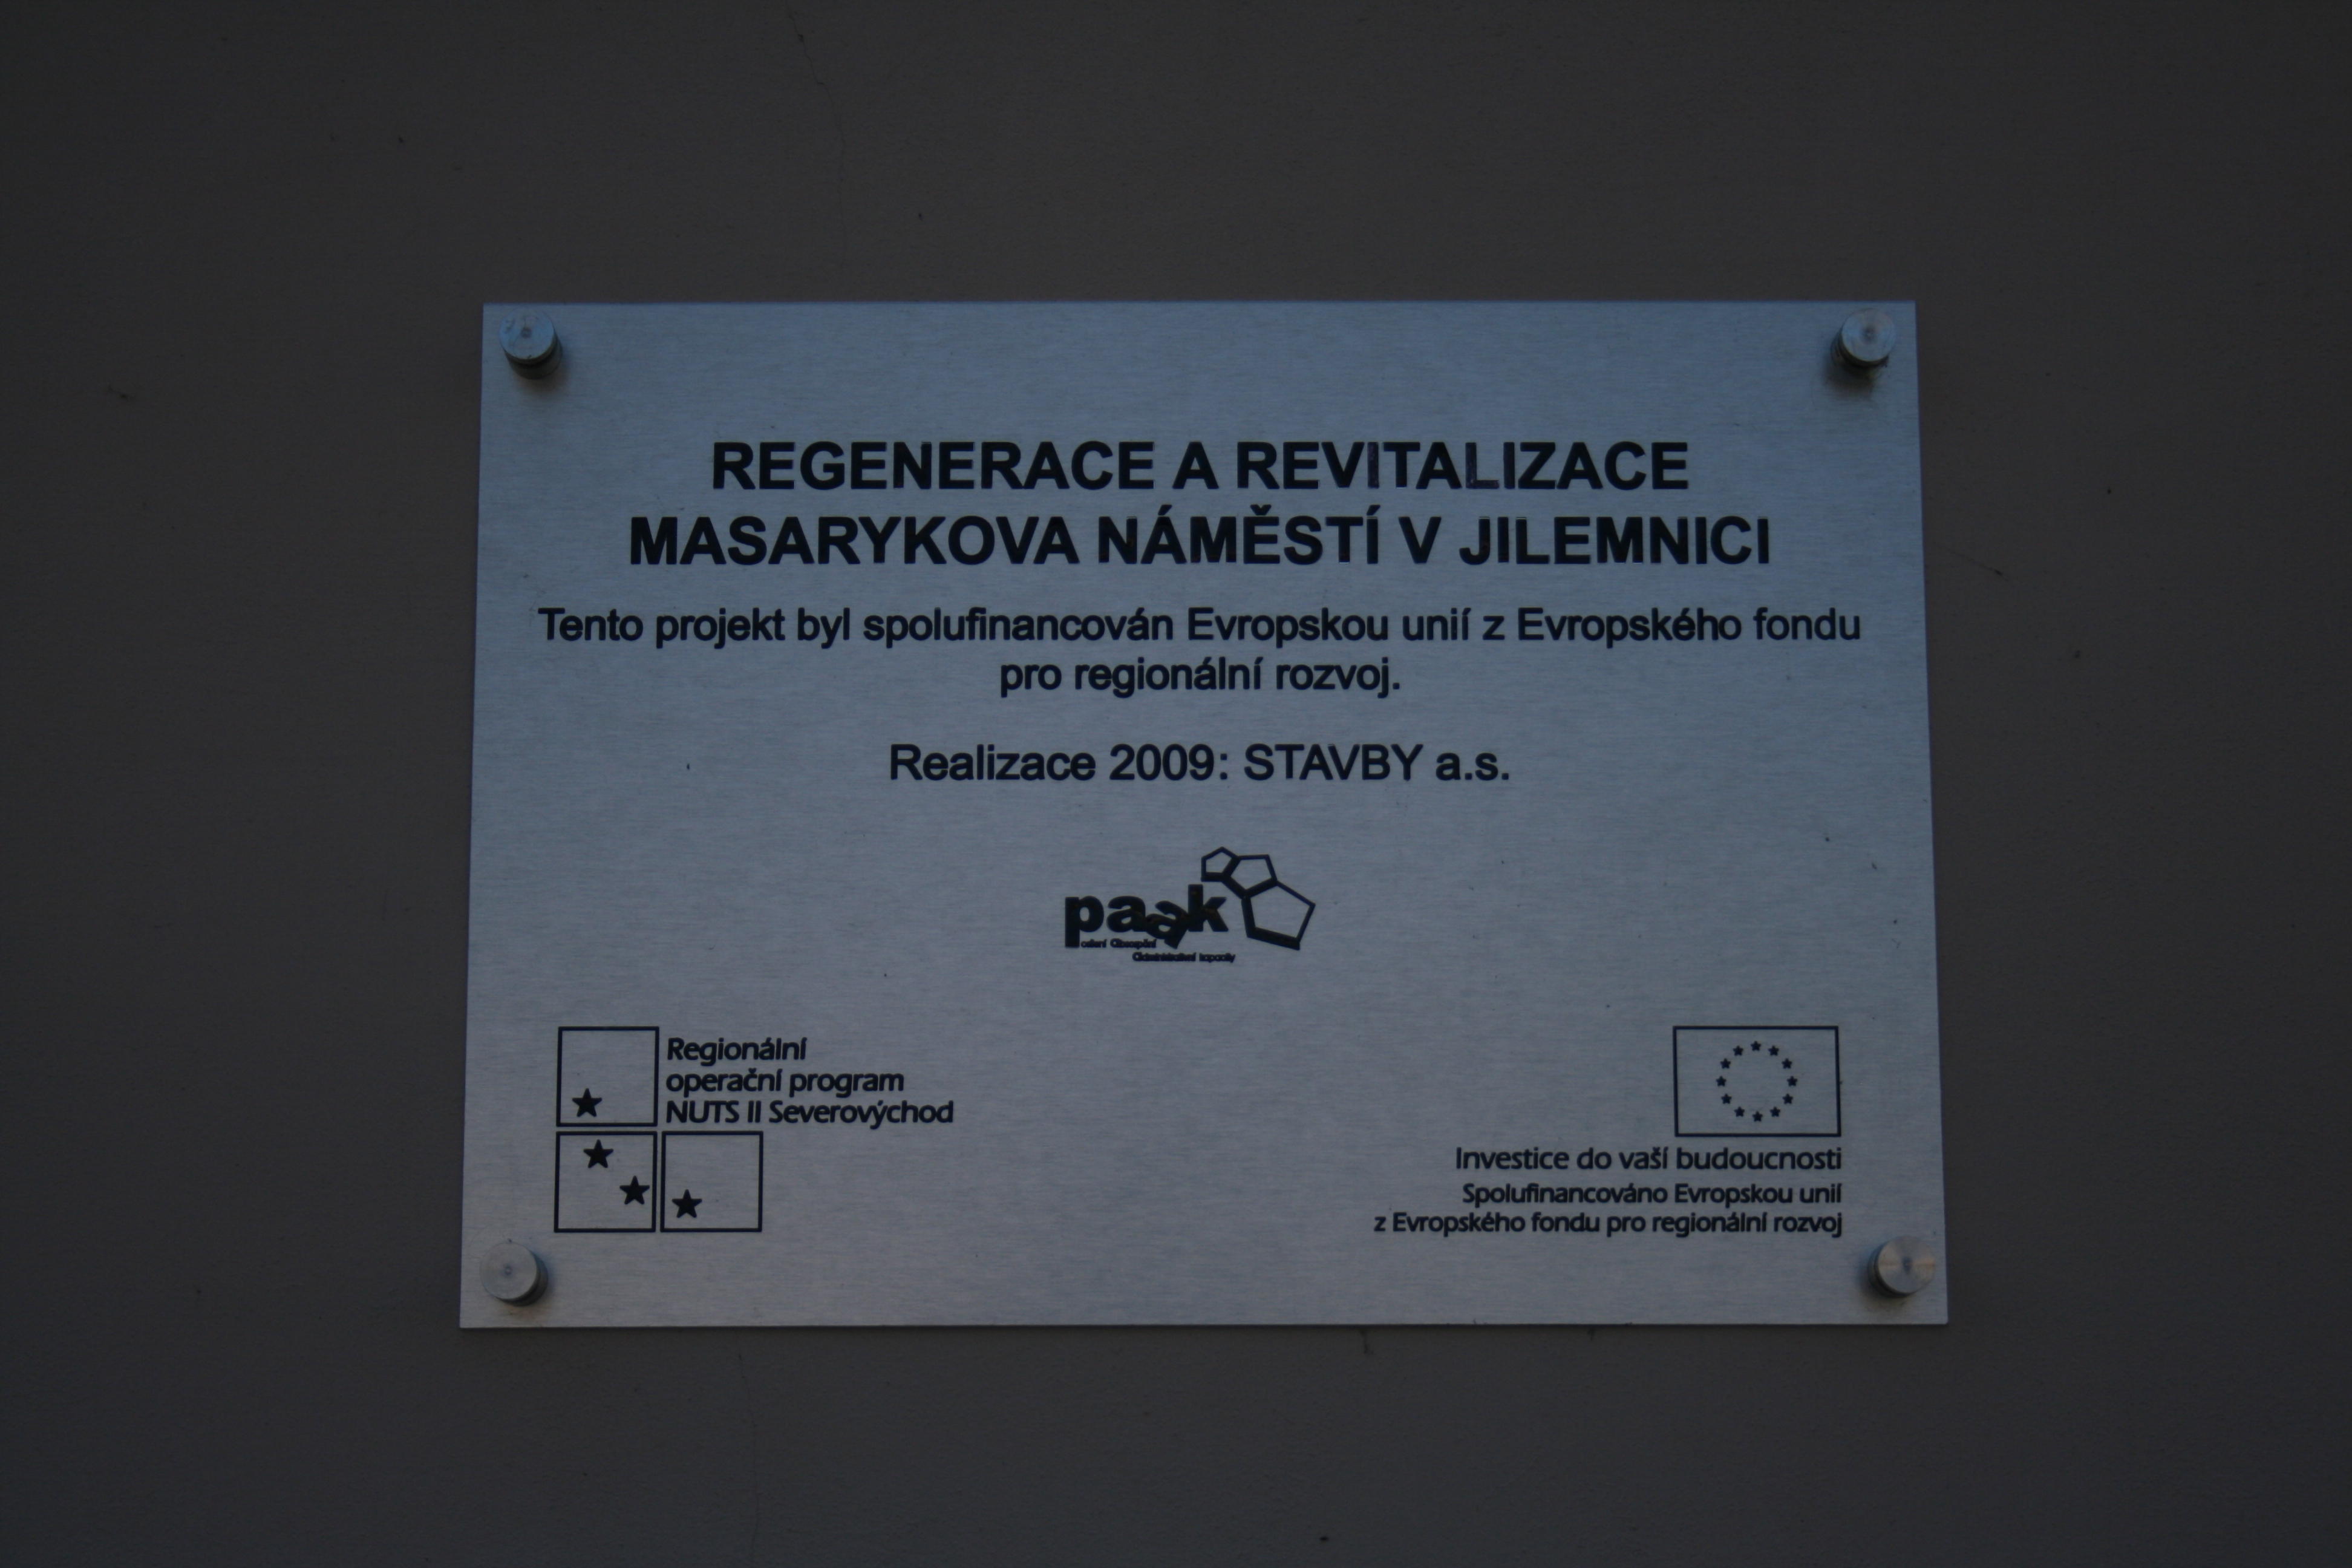 REGENERACE A REVITALIZACE
MASARYKOVA NÁMĚSTÍ V JILEMNICI
Tento projekt byl spolufinancován Evropskou unií z Evropského fondu
pro regionální rozvoj.
Realizace 2009: STAVBY a.s.
paak
Regionální
operační program
NUTS II Severovýchod
Investice do vaší budoucnosti
Spolufinancováno Evropskou unií
z Evropského fondu pro regionální rozvoj